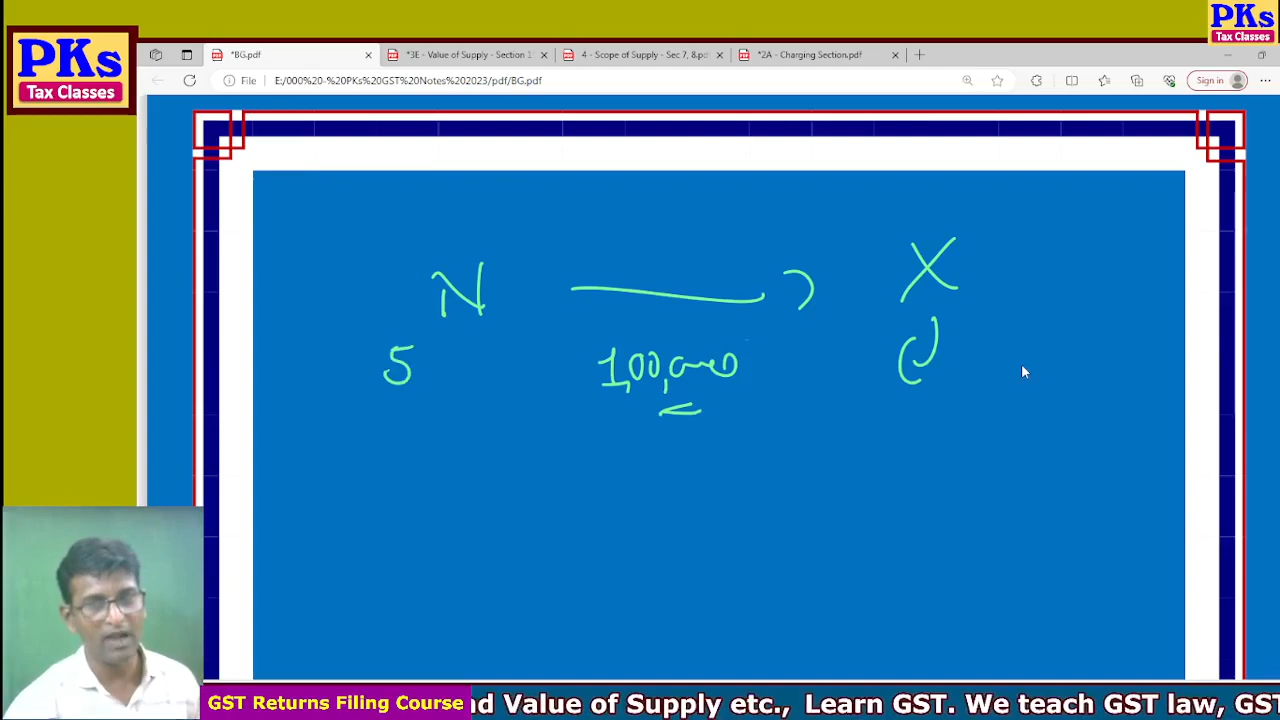 PKs
Tax Classes
PKs
Tax Classes
*BG.pdf
*3E - Value of Supply - Section 1
4 - Scope of Supply - Sec 7, 8.pdf
*2A - Charging Section.pdf
File
E:/000%20-%20PKs%20GST%20Notes%202023/pdf/BG.pdf
Sign in
N X
5 1,00,000
GST Returns Filing Course
nd Value of Supply etc., Learn GST. We teach GST law, GST